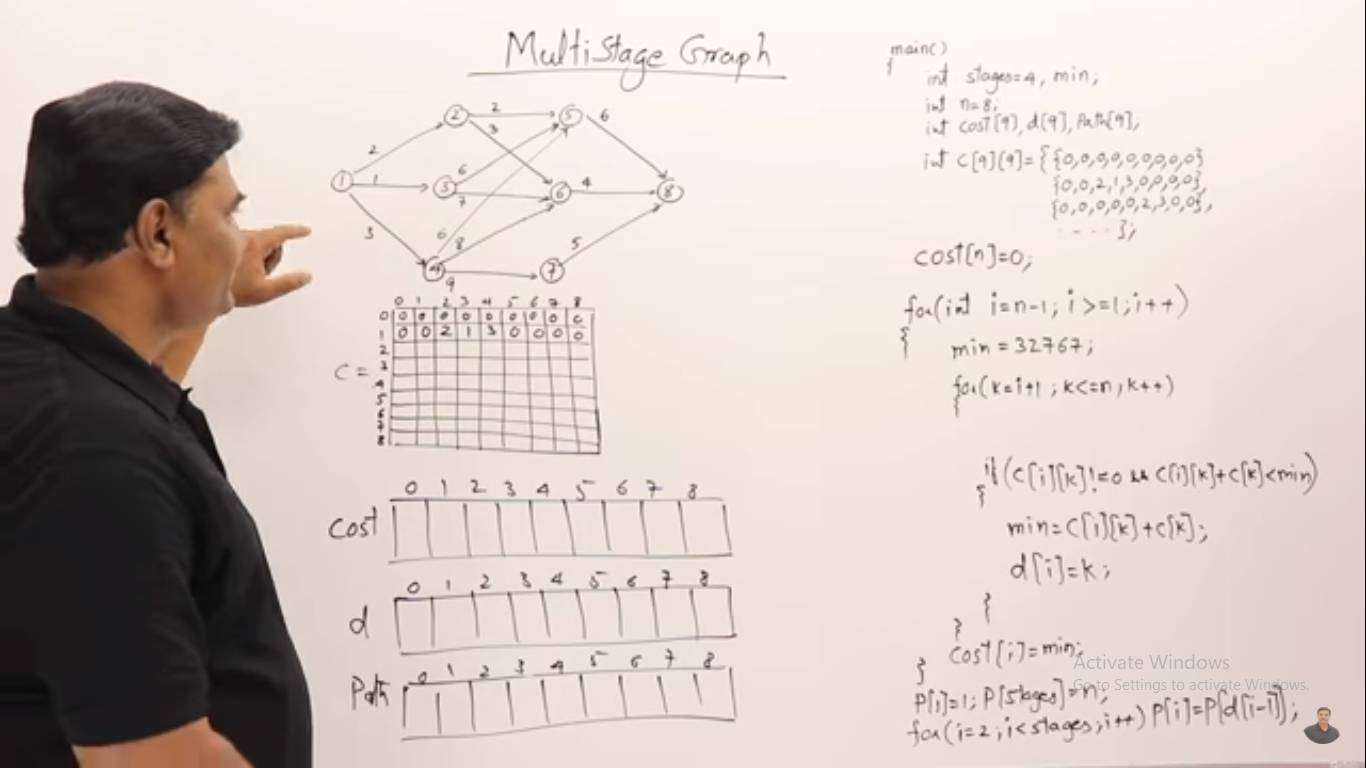 MultiStage Graph
2
2
5
6
2
3
1
1
6
5
7
6
4
8
3
6
8
4
9
7
5
0 1 2 3 4 5 6 7 8
0 0 0 0 0 0 0 0 0 0
1 0 0 2 1 3 0 0 0 0
2
C = 3
4
5
6
7
8
0 1 2 3 4 5 6 7 8
Cost
0 1 2 3 4 5 6 7 8
d
0 1 2 3 4 5 6 7 8
Path
main()
{
int stages=4, min;
int n=8;
int cost[9], d[9], Path[9];
int C[9][9]={{0,0,0,0,0,0,0,0,0}
{0,0,2,1,3,0,0,0,0},
{0,0,0,0,0,2,3,0,0},
. - . . };
cost[n]=0;
for(int i=n-1; i>=1; i++)
{
min = 32767;
for(k=i+1 ; k<=n; k++)
{
if(C[i][k]!=0 && C[i][k]+C[k]<min)
{
min=C[i][k]+C[k];
d[i]=k;
}
}
cost[i]=min;
}
P[1]=1; P[stages]=n;
for(i=2; i<stages; i++) P[i]=P[d[i-1]];
Activate Windows
Go to Settings to activate Windows.